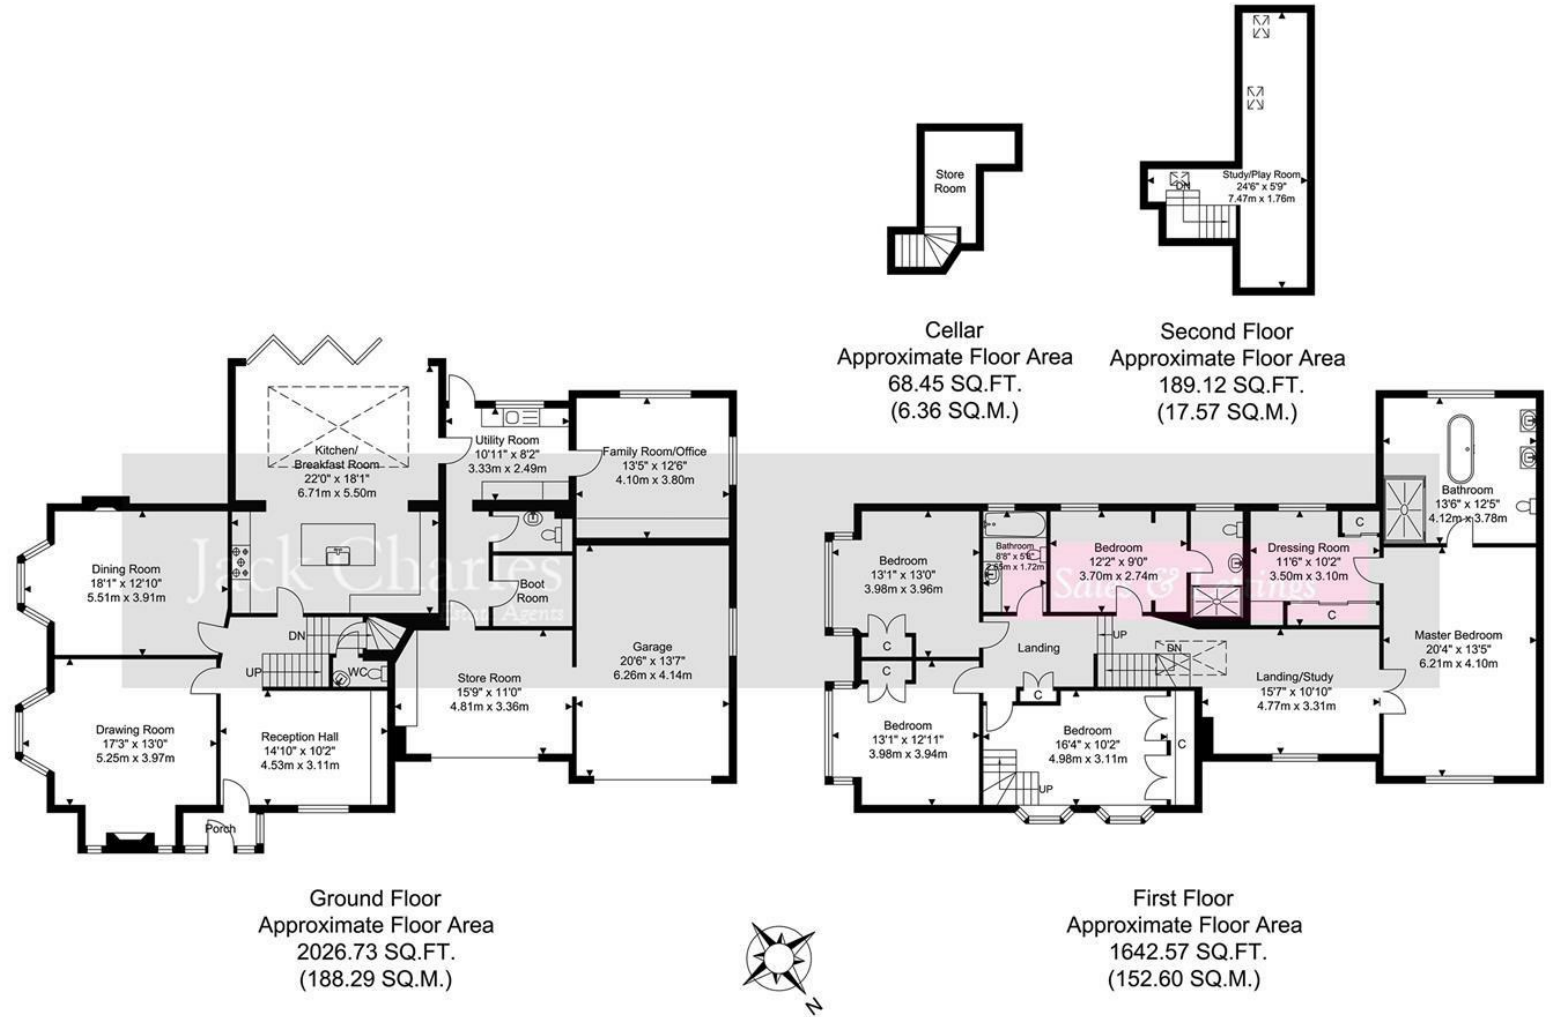 Store
Room
Study/Play Room
24'6" x 5'9"
7.47m x 1.76m
DN
Cellar
Approximate Floor Area
68.45 SQ.FT.
(6.36 SQ.M.)
Second Floor
Approximate Floor Area
189.12 SQ.FT.
(17.57 SQ.M.)
Kitchen/
Breakfast Room
22'0" x 18'1"
6.71m x 5.50m
Utility Room
10'11" x 8'2"
3.33m x 2.49m
Family Room/Office
13'5" x 12'6"
4.10m x 3.80m
Dining Room
18'1" x 12'10"
5.51m x 3.91m
Boot
Room
Garage
20'6" x 13'7"
6.26m x 4.14m
DN
UP
WC
Store Room
15'9" x 11'0"
4.81m x 3.36m
Drawing Room
17'3" x 13'0"
5.25m x 3.97m
Reception Hall
14'10" x 10'2"
4.53m x 3.11m
Porch
Jack Charles
Estate Agents
Sales & Lettings
Bathroom
13'6" x 12'5"
4.12m x 3.78m
Bedroom
13'1" x 13'0"
3.98m x 3.96m
C
Bathroom
8'8" x 5'8"
2.65m x 1.72m
Bedroom
12'2" x 9'0"
3.70m x 2.74m
Dressing Room
11'6" x 10'2"
3.50m x 3.10m
C
C
Master Bedroom
20'4" x 13'5"
6.21m x 4.10m
Landing
UP
DN
Landing/Study
15'7" x 10'10"
4.77m x 3.31m
C
Bedroom
13'1" x 12'11"
3.98m x 3.94m
C
Bedroom
16'4" x 10'2"
4.98m x 3.11m
C
UP
Ground Floor
Approximate Floor Area
2026.73 SQ.FT.
(188.29 SQ.M.)
N
First Floor
Approximate Floor Area
1642.57 SQ.FT.
(152.60 SQ.M.)